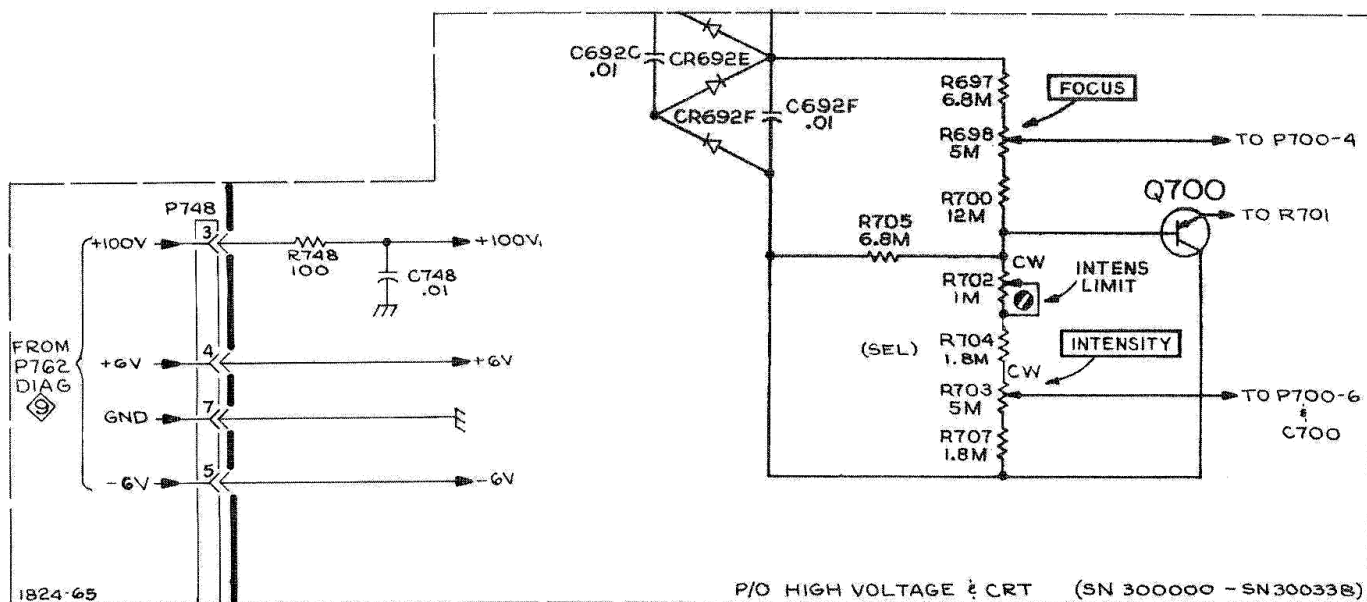 C692C
.01
CR692E
CR692F
C692F
.01
R697
6.8M
FOCUS
R698
5M
TO P700-4
R700
12M
Q700
TO R701
R705
6.8M
CW
R702
1M
INTENS
LIMIT
(SEL)
R704
1.8M
INTENSITY
CW
R703
5M
TO P700-6
&
C700
R707
1.8M
P748
+100V
3
R748
100
+100V1
C748
.01
FROM
P762
DIAG
9
+6V
4
+6V
GND
7
-6V
5
-6V
1824-65
P/O HIGH VOLTAGE & CRT (SN 300000 - SN300338)